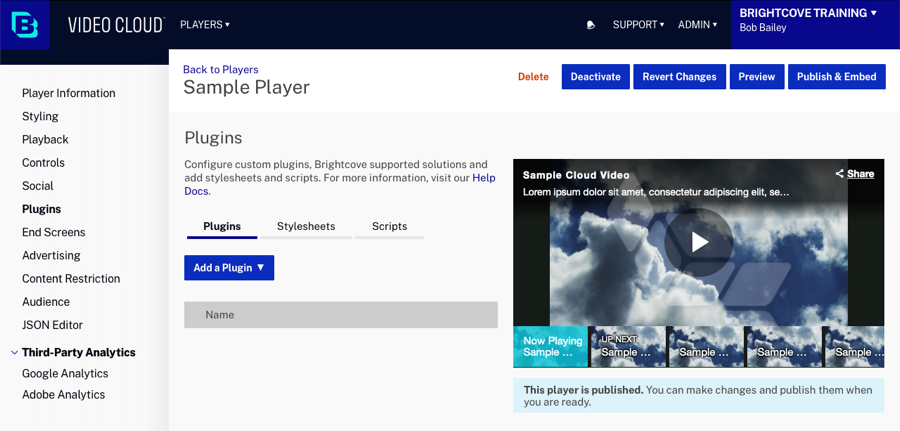 VIDEO CLOUD™
PLAYERS ▾
SUPPORT ▾
ADMIN ▾
BRIGHTCOVE TRAINING ▾
Bob Bailey
Player Information
Styling
Playback
Controls
Social
Plugins
End Screens
Advertising
Content Restriction
Audience
JSON Editor
Third-Party Analytics
Google Analytics
Adobe Analytics
Back to Players
Sample Player
Delete
Deactivate
Revert Changes
Preview
Publish & Embed
Plugins
Configure custom plugins, Brightcove supported solutions and
add stylesheets and scripts. For more information, visit our Help
Docs.
Plugins
Stylesheets
Scripts
Add a Plugin ▼
Name
Sample Cloud Video
Share
Lorem ipsum dolor sit amet, consectetur adipiscing elit, se...
Now Playing
Sample ...
UP NEXT
Sample ...
Sample ...
Sample ...
Sample ...
This player is published. You can make changes and publish them when
you are ready.